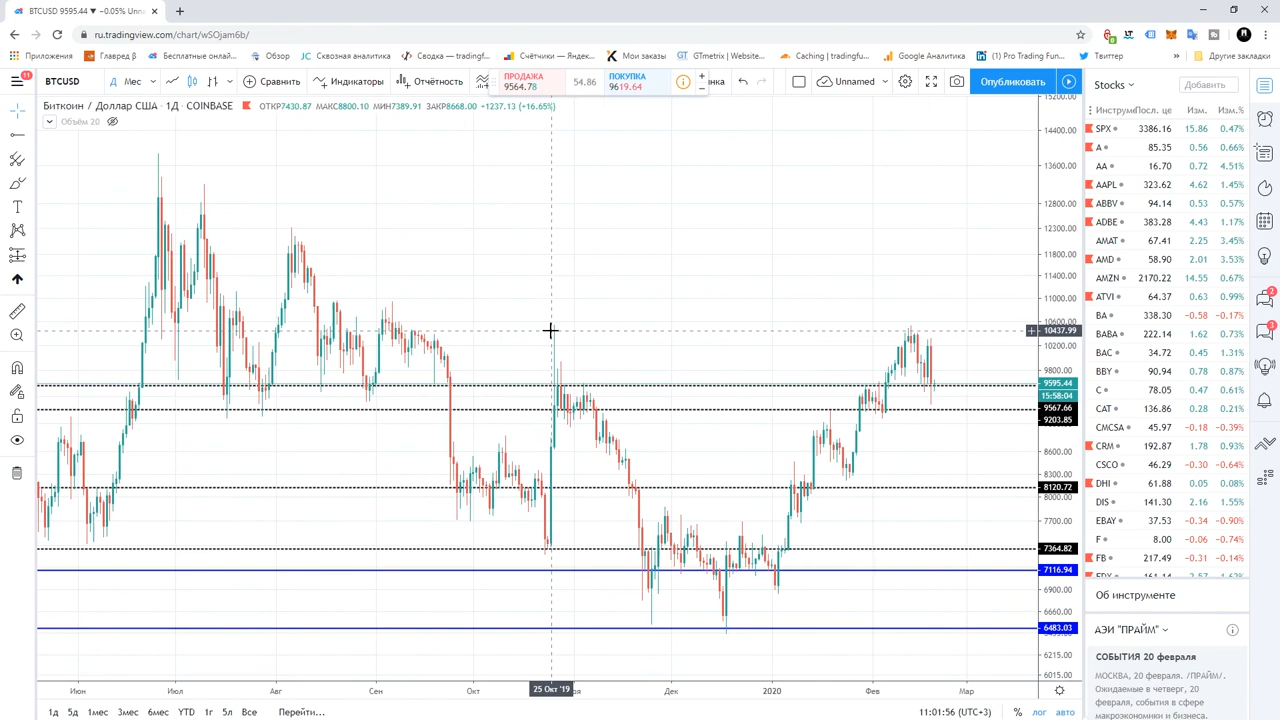 BTCUSD 9595.44 ▼ −0.05% Unna
ru.tradingview.com/chart/wSOjam6b/
Приложения
Главред β
Бесплатные онлай...
Обзор
Сквозная аналитика
Сводка — tradingf...
Счётчики — Яндекс...
Мои заказы
GTmetrix | Website...
Caching | tradingfu...
Google Аналитика
(1) Pro Trading Fun...
Твиттер
»
Другие закладки
11
BTCUSD
Д
Мес
Сравнить
Индикаторы
Отчётность
ПРОДАЖА
9564.78
54.86
ПОКУПКА
9619.64
нка
Unnamed
Опубликовать
Stocks
Добавить
Биткоин / Доллар США · 1Д · COINBASE
ОТКР7430.87 МАКС8800.10 МИН7389.91 ЗАКР8668.00 +1237.13 (+16.65%)
Объём 20
Инструм Посл. це Изм. Изм.%
SPX 3386.16 15.86 0.47%
A 85.35 0.56 0.66%
AA 16.70 0.72 4.51%
AAPL 323.62 4.62 1.45%
ABBV 94.14 0.53 0.57%
ADBE 383.28 4.43 1.17%
AMAT 67.41 2.25 3.45%
AMD 58.90 2.01 3.53%
AMZN 2170.22 14.55 0.67%
ATVI 64.37 0.63 0.99%
BA 338.30 −0.58 −0.17%
BABA 222.14 1.62 0.73%
BAC 34.72 0.45 1.31%
BBY 90.94 0.78 0.87%
C 78.05 0.47 0.61%
CAT 136.86 0.28 0.21%
CMCSA 45.97 −0.18 −0.39%
CRM 192.87 1.78 0.93%
CSCO 46.29 −0.30 −0.64%
DHI 61.88 0.05 0.08%
DIS 141.30 2.16 1.55%
EBAY 37.53 −0.34 −0.90%
F 8.00 −0.06 −0.74%
FB 217.49 −0.31 −0.14%
15200.00
14400.00
13600.00
12800.00
12300.00
11800.00
11400.00
11000.00
10600.00
10437.99
10200.00
9800.00
9595.44
15:58:04
9567.66
9203.85
8600.00
8300.00
8120.72
8000.00
7700.00
7364.82
7116.94
6900.00
6660.00
6483.03
6215.00
6015.00
Июн
Июл
Авг
Сен
Окт
25 Окт '19
Дек
2020
Фев
Мар
1д 5д 1мес 3мес 6мес YTD 1г 5л Все Перейти...
11:01:56 (UTC+3)
% лог авто
2
3
Об инструменте
АЭИ "ПРАЙМ"
СОБЫТИЯ 20 февраля
МОСКВА, 20 февраля. /ПРАЙМ/.
Ожидаемые в четверг, 20
февраля, события в сфере
макроэкономики и бизнеса.